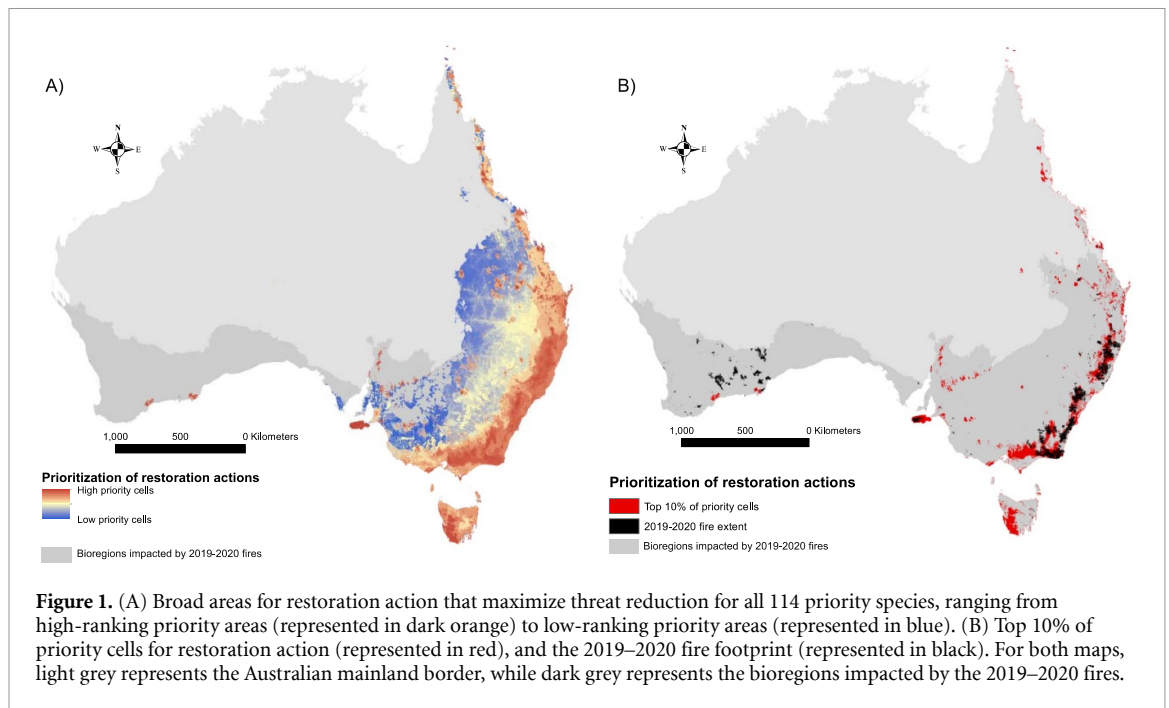 A)
N
W E
S
1,000 500 0 Kilometers
Prioritization of restoration actions
High priority cells
Low priority cells
Bioregions impacted by 2019-2020 fires
B)
N
W E
S
1,000 500 0 Kilometers
Prioritization of restoration actions
Top 10% of priority cells
2019-2020 fire extent
Bioregions impacted by 2019-2020 fires
Figure 1. (A) Broad areas for restoration action that maximize threat reduction for all 114 priority species, ranging from
high-ranking priority areas (represented in dark orange) to low-ranking priority areas (represented in blue). (B) Top 10% of
priority cells for restoration action (represented in red), and the 2019–2020 fire footprint (represented in black). For both maps,
light grey represents the Australian mainland border, while dark grey represents the bioregions impacted by the 2019–2020 fires.